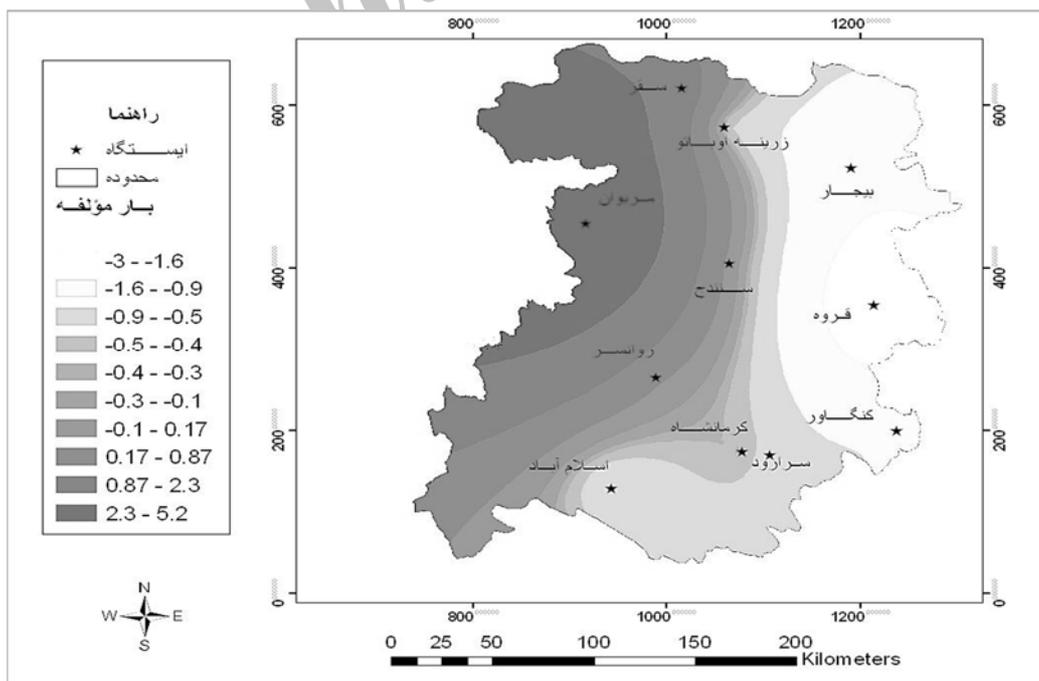 راهنما
ایستگاه
محدوده
بار مؤلفه
-3 - -1.6
-1.6 - -0.9
-0.9 - -0.5
-0.5 - -0.4
-0.4 - -0.3
-0.3 - -0.1
-0.1 - 0.17
0.17 - 0.87
0.87 - 2.3
2.3 - 5.2
N
W E
S
800 1000 1200
600 600
400 400
200 200
0 0
800 1000 1200
سقز
زرینه اوباتو
بیجار
مریوان
سنندج
قروه
روانسر
کنگاور
کرمانشاه
سرارود
اسلام آباد
0 25 50 100 150 200
Kilometers